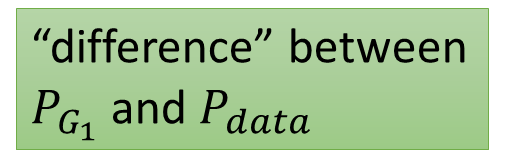 “difference” between
𝑃_{𝐺_1} and 𝑃_{𝑑𝑎𝑡𝑎}